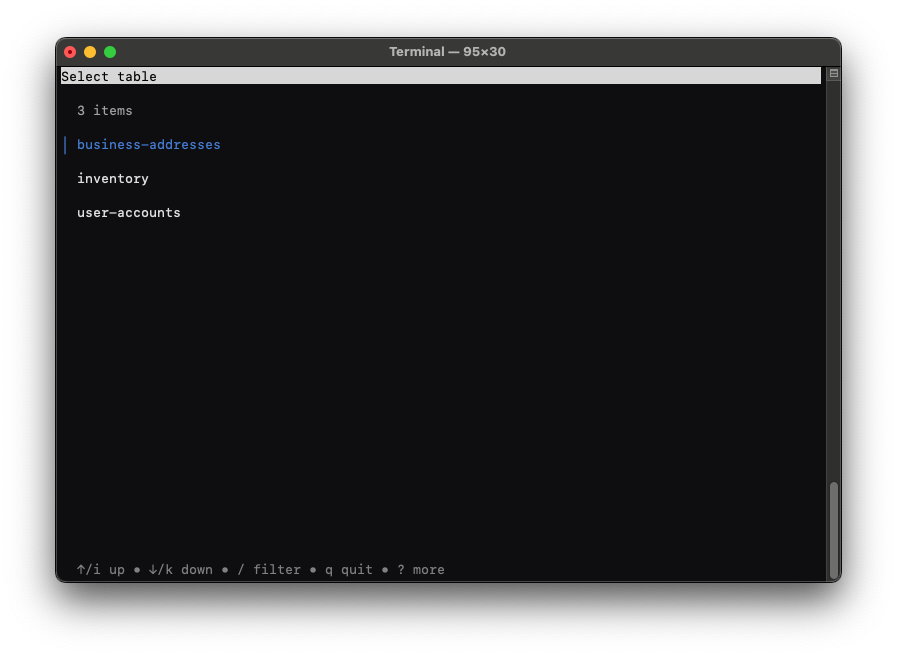 Terminal — 95×30
Select table
3 items
business-addresses
inventory
user-accounts
↑/i up • ↓/k down • / filter • q quit • ? more